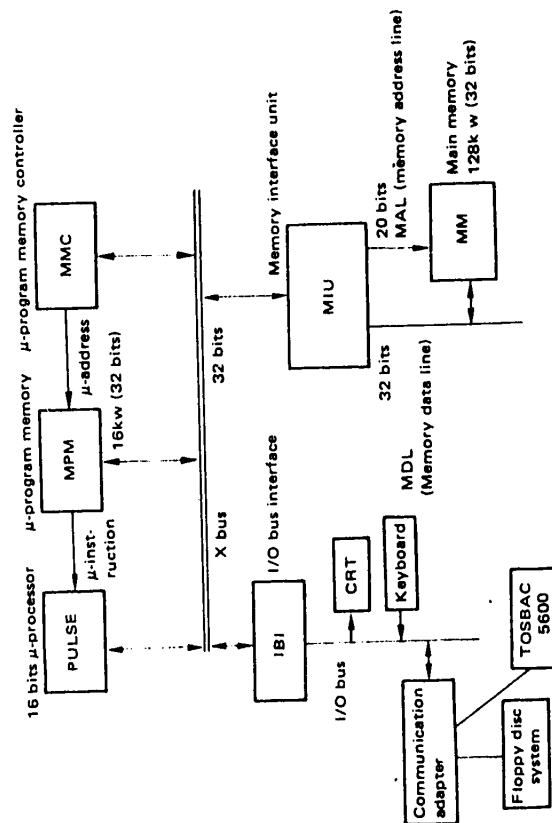 16 bits μ-processor
μ-program memory
μ-program memory controller
PULSE
μ-inst-
ruction
MPM
μ-address
MMC
16kw (32 bits)
X bus
32 bits
I/O bus interface
Memory interface unit
IBI
MIU
I/O bus
CRT
Keyboard
MDL
(Memory data line)
32 bits
20 bits
MAL (memory address line)
Main memory
128k w (32 bits)
MM
Communication
adapter
Floppy disc
system
TOSBAC
5600